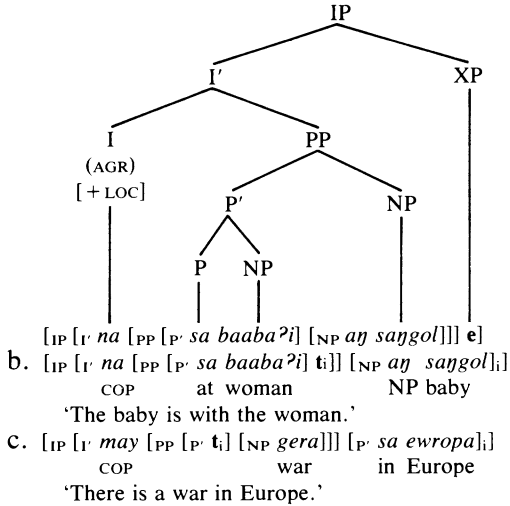 IP
I′ XP
I PP
(AGR)
[+LOC]
P′ NP
P NP
[IP [I′ na [PP [P′ sa baabaʔi] [NP aŋ saŋgol]]] e]
b. [IP [I′ na [PP [P′ sa baabaʔi] ti]] [NP aŋ saŋgol]i]
COP at woman NP baby
‘The baby is with the woman.’
c. [IP [I′ may [PP [P′ ti] [NP gera]]] [P′ sa ewropa]i]
COP war in Europe
‘There is a war in Europe.’